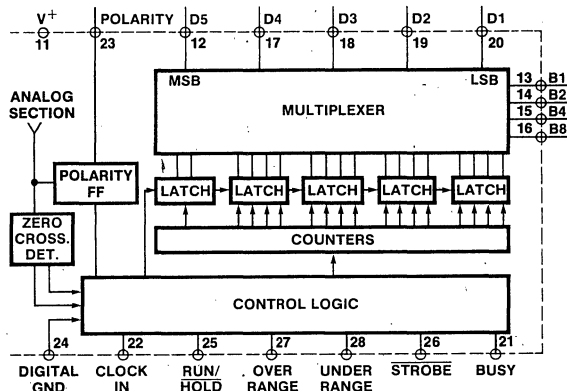 V+ POLARITY D5 D4 D3 D2 D1
11 23 12 17 18 19 20
MSB LSB
MULTIPLEXER
13 B1
14 B2
15 B4
16 B8
ANALOG
SECTION
POLARITY
FF
LATCH LATCH LATCH LATCH LATCH
ZERO
CROSS.
DET.
COUNTERS
CONTROL LOGIC
24 22 25 27 28 26 21
DIGITAL CLOCK RUN/ OVER UNDER STROBE BUSY
GND IN HOLD RANGE RANGE